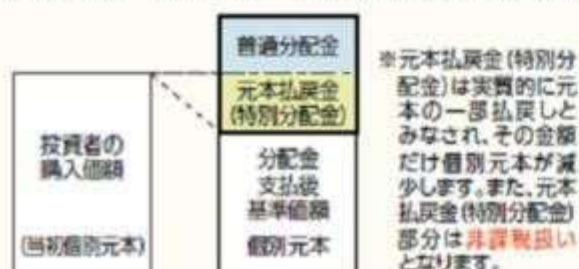 投資者の
購入価額
(当初個別元本)
普通分配金
元本払戻金
(特別分配金)
分配金
支払後
基準価額
個別元本
※元本払戻金(特別分
配金)は実質的に元
本の一部払戻しと
みなされ、その金額
だけ個別元本が減
少します。また、元本
払戻金(特別分配金)
部分は非課税扱い
となります。